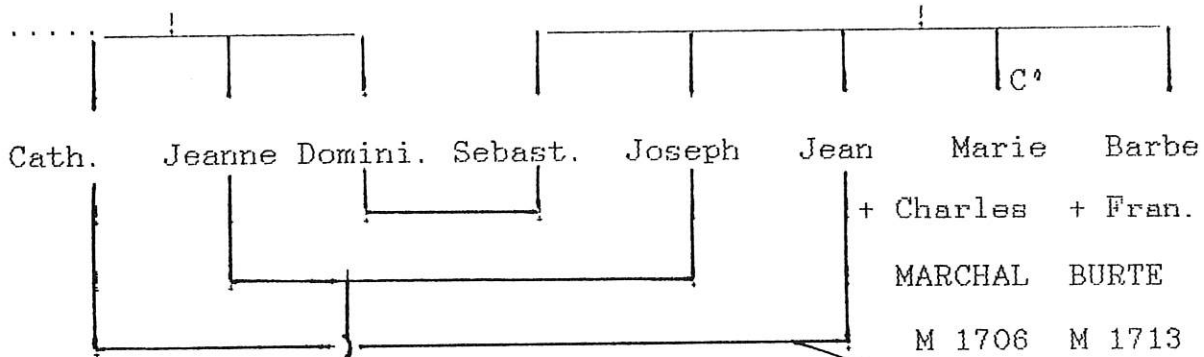 C°
Cath. Jeanne Domini. Sebast. Joseph Jean Marie Barbe
+ Charles + Fran.
MARCHAL BURTE
M 1706 M 1713